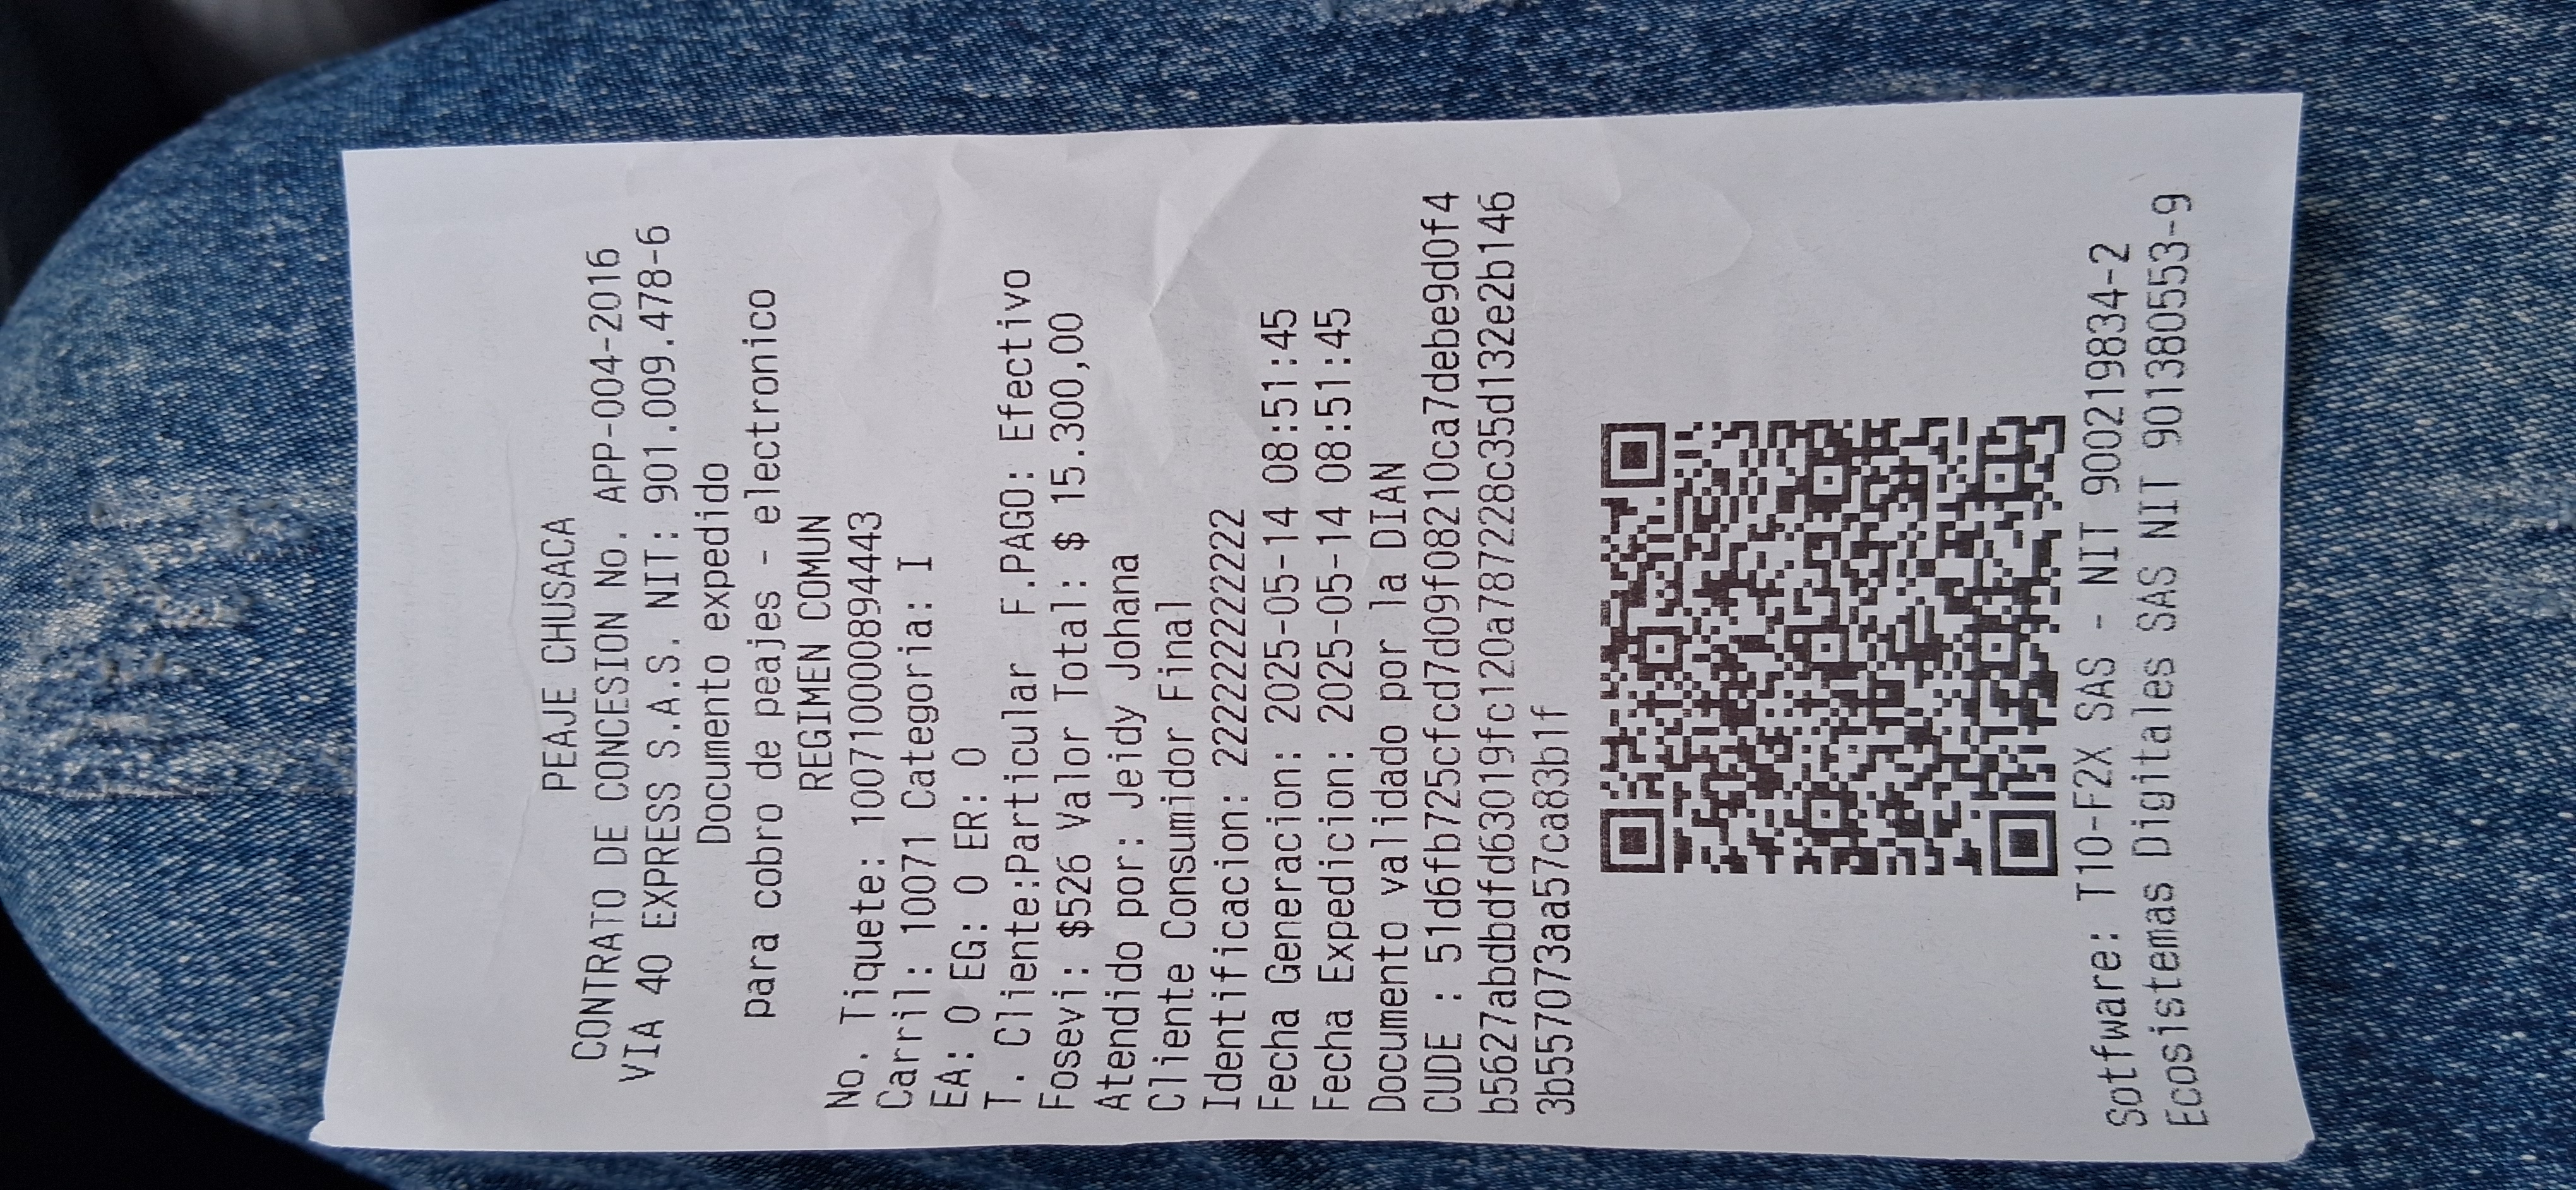 PEAJE CHUSACA
CONTRATO DE CONCESION No. APP-004-2016
VIA 40 EXPRESS S.A.S. NIT: 901.009.478-6
Documento expedido
para cobro de peajes - electronico
REGIMEN COMUN
No. Tiquete: 100710000894443
Carril: 10071 Categoria: I
EA: 0 EG: 0 ER: 0
T. Cliente:Particular F.PAGO: Efectivo
Fosevi: $526 Valor Total: $ 15.300,00
Atendido por: Jeidy Johana
Cliente Consumidor Final
Identificacion: 222222222222
Fecha Generacion: 2025-05-14 08:51:45
Fecha Expedicion: 2025-05-14 08:51:45
Documento validado por la DIAN
CUDE : 51d6fb725cfcd7d09f08210ca7debe9d0f4
b5627abdbdfd63019fc120a787228c35d132e2b146
3b557073aa57ca83b1f
Sotfware: T10-F2X SAS - NIT 900219834-2
Ecosistemas Digitales SAS NIT 901380553-9